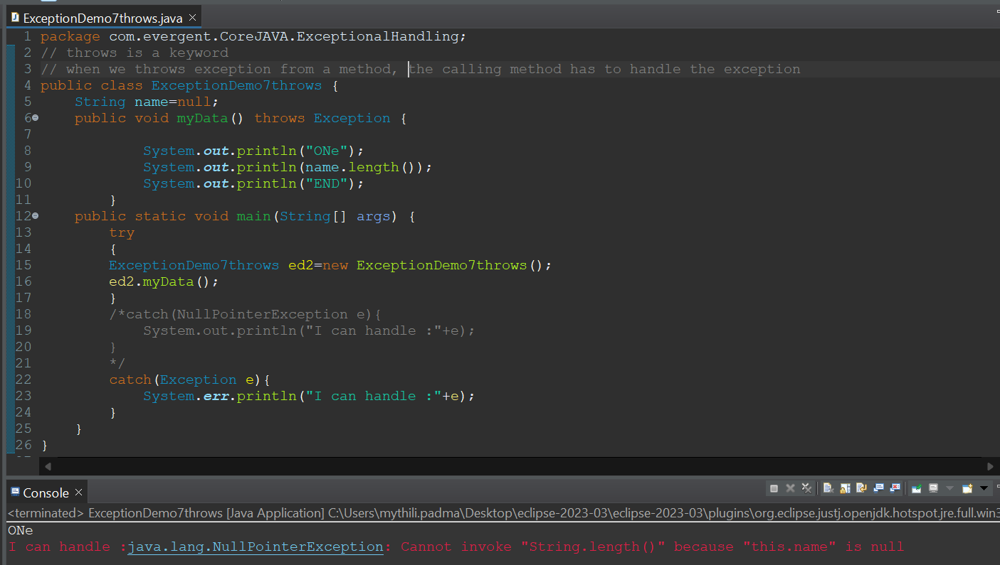 ExceptionDemo7throws.java
1 package com.evergent.CoreJAVA.ExceptionalHandling;
2 // throws is a keyword
3 // when we throws exception from a method, the calling method has to handle the exception
4 public class ExceptionDemo7throws {
5     String name=null;
6     public void myData() throws Exception {
7
8             System.out.println("ONe");
9             System.out.println(name.length());
10             System.out.println("END");
11         }
12     public static void main(String[] args) {
13         try
14         {
15         ExceptionDemo7throws ed2=new ExceptionDemo7throws();
16         ed2.myData();
17         }
18         /*catch(NullPointerException e){
19             System.out.println("I can handle :"+e);
20         }
21         */
22         catch(Exception e){
23             System.err.println("I can handle :"+e);
24         }
25     }
26 }
Console
<terminated> ExceptionDemo7throws [Java Application] C:\Users\mythili.padma\Desktop\eclipse-2023-03\eclipse-2023-03\plugins\org.eclipse.justj.openjdk.hotspot.jre.full.win3
ONe
I can handle :java.lang.NullPointerException: Cannot invoke "String.length()" because "this.name" is null